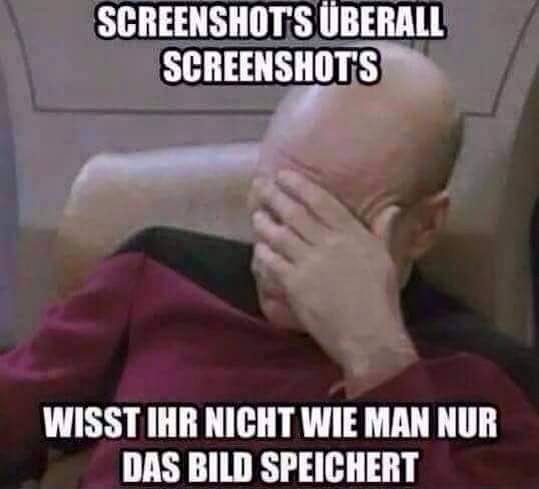 SCREENSHOT'S ÜBERALL
SCREENSHOT'S
WISST IHR NICHT WIE MAN NUR
DAS BILD SPEICHERT